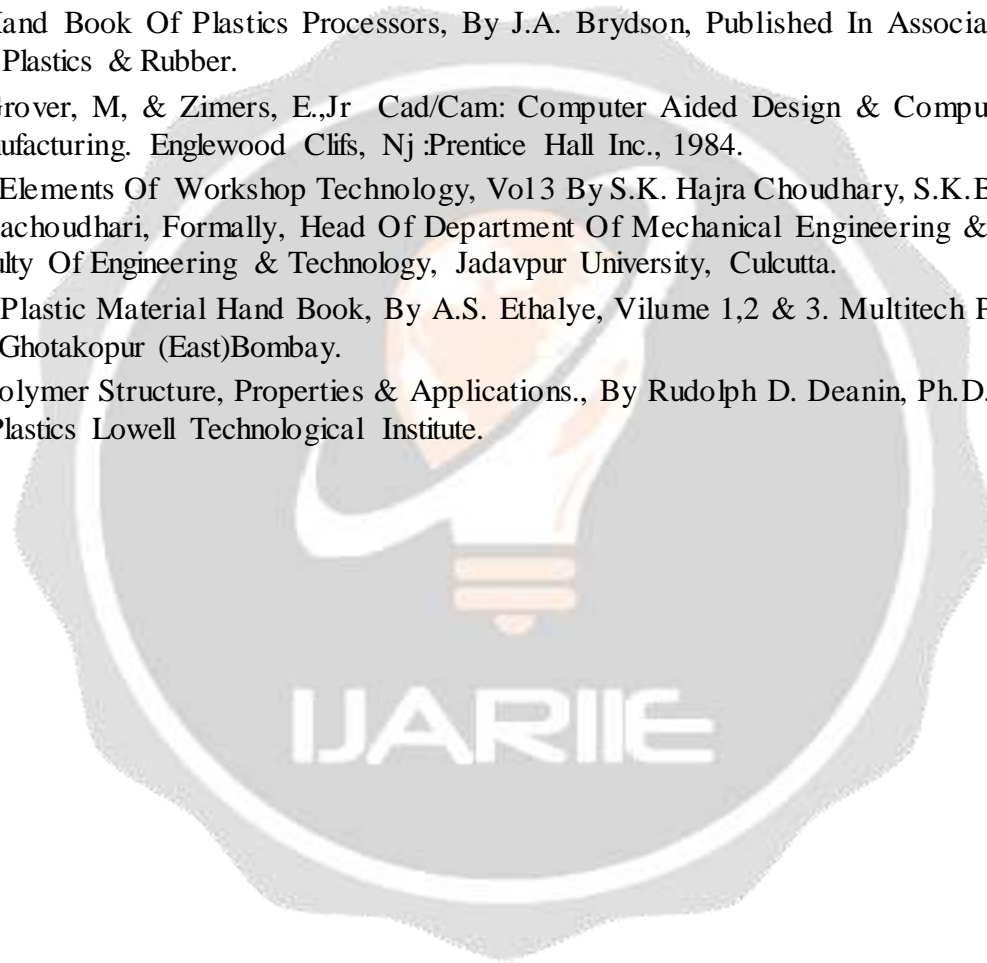 Hand Book Of Plastics Processors, By J.A. Brydson, Published In Associa
Plastics & Rubber.
Grover, M, & Zimers, E.,Jr Cad/Cam: Computer Aided Design & Compu
ufacturing. Englewood Clifs, Nj :Prentice Hall Inc., 1984.
Elements Of Workshop Technology, Vol 3 By S.K. Hajra Choudhary, S.K.B
achoudhari, Formally, Head Of Department Of Mechanical Engineering &
ulty Of Engineering & Technology, Jadavpur University, Culcutta.
Plastic Material Hand Book, By A.S. Ethalye, Vilume 1,2 & 3. Multitech P
Ghotakopur (East)Bombay.
olymer Structure, Properties & Applications., By Rudolph D. Deanin, Ph.D.
Plastics Lowell Technological Institute.
IJARIIE